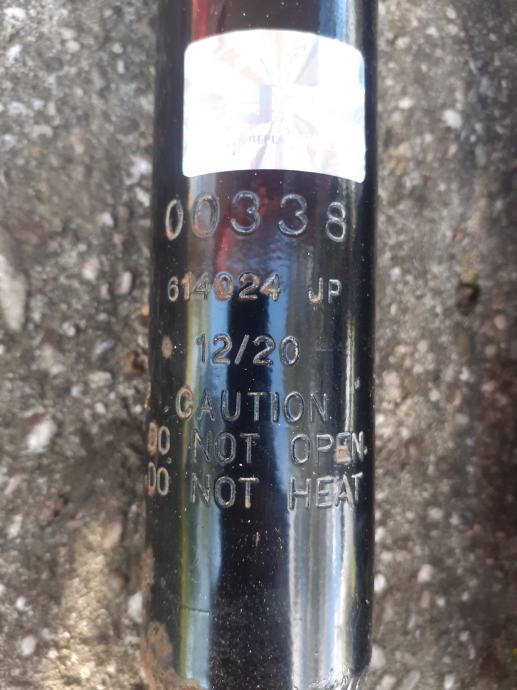 00338
614024 JP
12/20
CAUTION
DO NOT OPEN
DO NOT HEAT